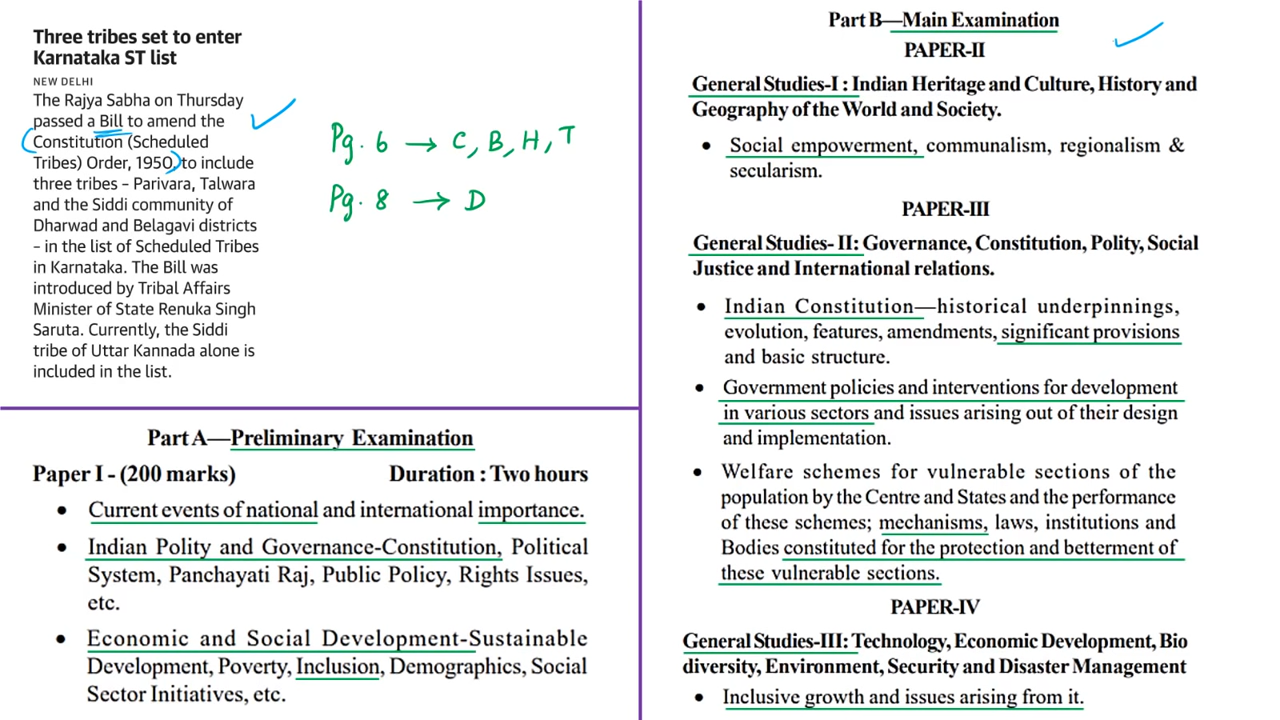 Three tribes set to enter
Karnataka ST list
NEW DELHI
The Rajya Sabha on Thursday
passed a Bill to amend the
Constitution (Scheduled
Tribes) Order, 1950, to include
three tribes – Parivara, Talwara
and the Siddi community of
Dharwad and Belagavi districts
– in the list of Scheduled Tribes
in Karnataka. The Bill was
introduced by Tribal Affairs
Minister of State Renuka Singh
Saruta. Currently, the Siddi
tribe of Uttar Kannada alone is
included in the list.
Pg. 6 → C, B, H, T
Pg. 8 → D
Part A—Preliminary Examination
Paper I - (200 marks) Duration : Two hours
• Current events of national and international importance.
• Indian Polity and Governance-Constitution, Political
System, Panchayati Raj, Public Policy, Rights Issues,
etc.
• Economic and Social Development-Sustainable
Development, Poverty, Inclusion, Demographics, Social
Sector Initiatives, etc.
Part B—Main Examination
PAPER-II
General Studies-I : Indian Heritage and Culture, History and
Geography of the World and Society.
• Social empowerment, communalism, regionalism &
secularism.
PAPER-III
General Studies- II: Governance, Constitution, Polity, Social
Justice and International relations.
• Indian Constitution—historical underpinnings,
evolution, features, amendments, significant provisions
and basic structure.
• Government policies and interventions for development
in various sectors and issues arising out of their design
and implementation.
• Welfare schemes for vulnerable sections of the
population by the Centre and States and the performance
of these schemes; mechanisms, laws, institutions and
Bodies constituted for the protection and betterment of
these vulnerable sections.
PAPER-IV
General Studies-III: Technology, Economic Development, Bio
diversity, Environment, Security and Disaster Management
• Inclusive growth and issues arising from it.